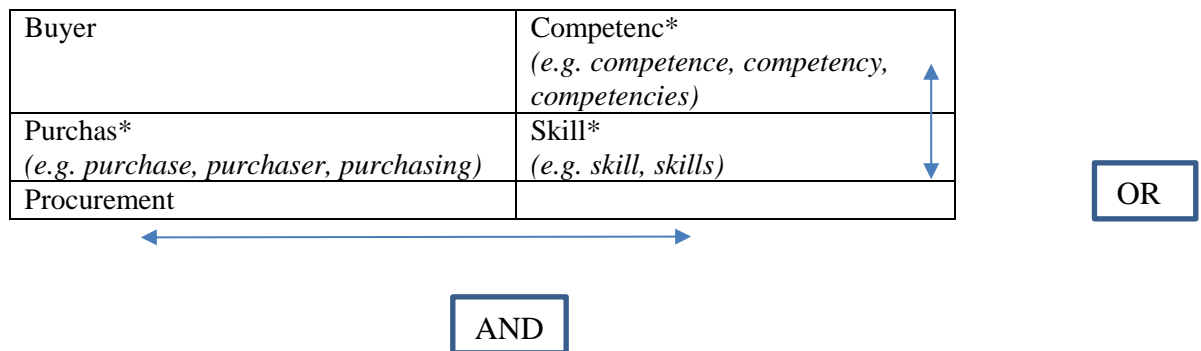 Buyer
Competenc*
(e.g. competence, competency,
competencies)
Purchas*
(e.g. purchase, purchaser, purchasing)
Skill*
(e.g. skill, skills)
Procurement
OR
AND